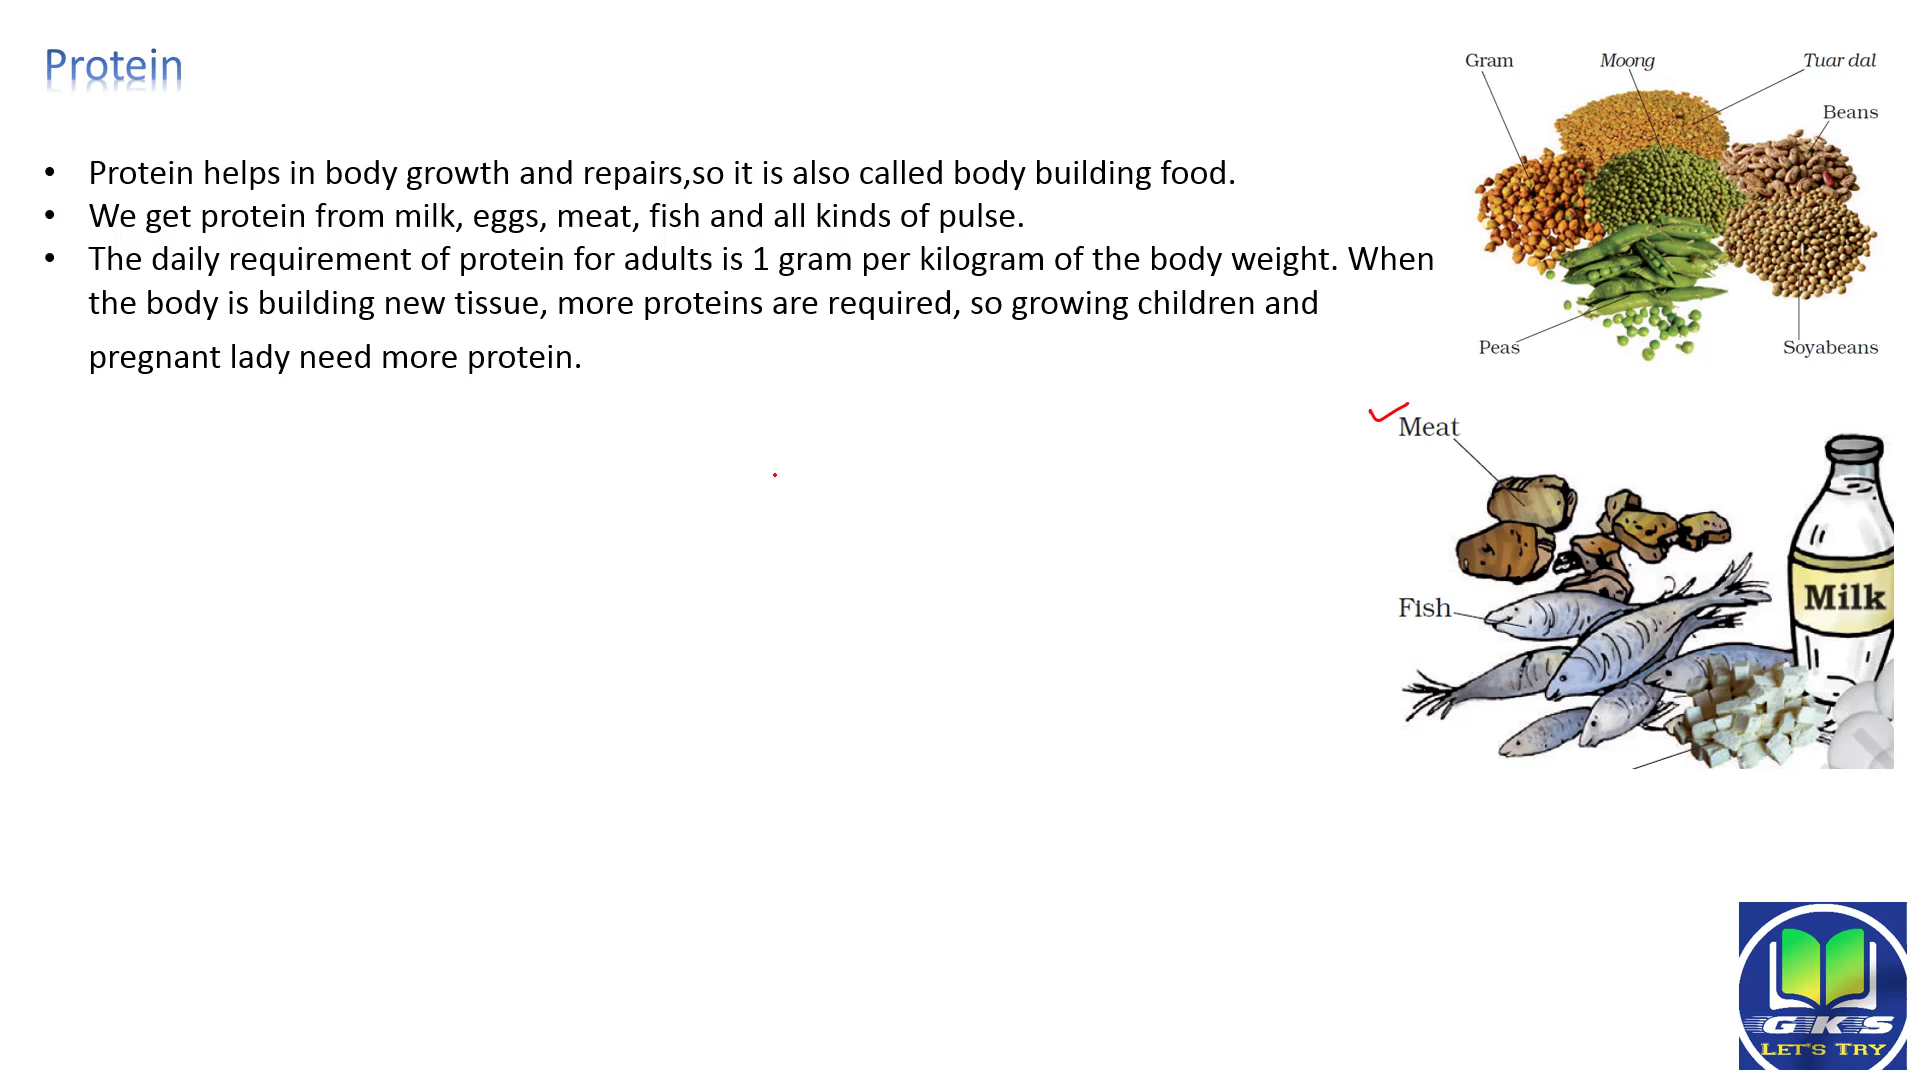 Protein
• Protein helps in body growth and repairs,so it is also called body building food.
• We get protein from milk, eggs, meat, fish and all kinds of pulse.
• The daily requirement of protein for adults is 1 gram per kilogram of the body weight. When
the body is building new tissue, more proteins are required, so growing children and
pregnant lady need more protein.
Gram
Moong
Tuar dal
Beans
Peas
Soyabeans
Meat
Fish
Milk
GKS
LET'S TRY